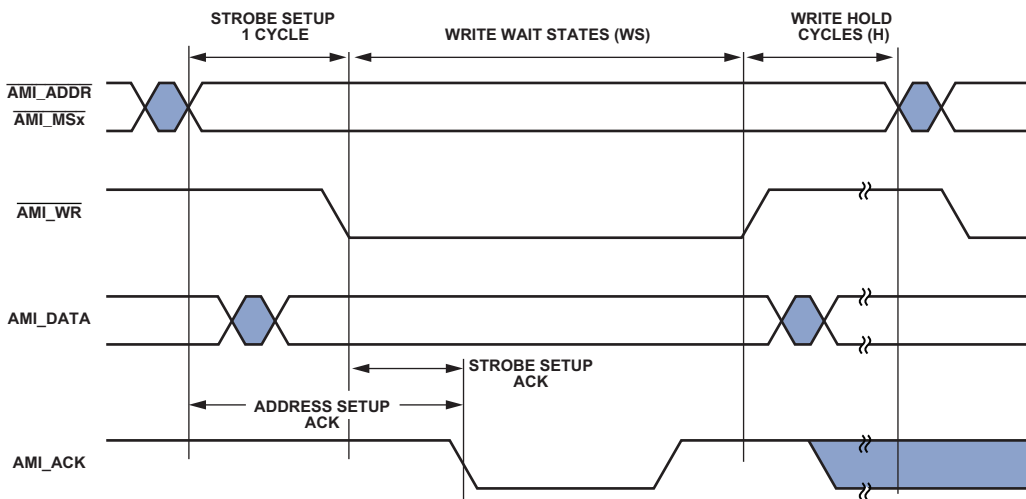 STROBE SETUP
1 CYCLE
WRITE WAIT STATES (WS)
WRITE HOLD
CYCLES (H)
AMI_ADDR
AMI_MSx
AMI_WR
AMI_DATA
STROBE SETUP
ACK
ADDRESS SETUP
ACK
AMI_ACK